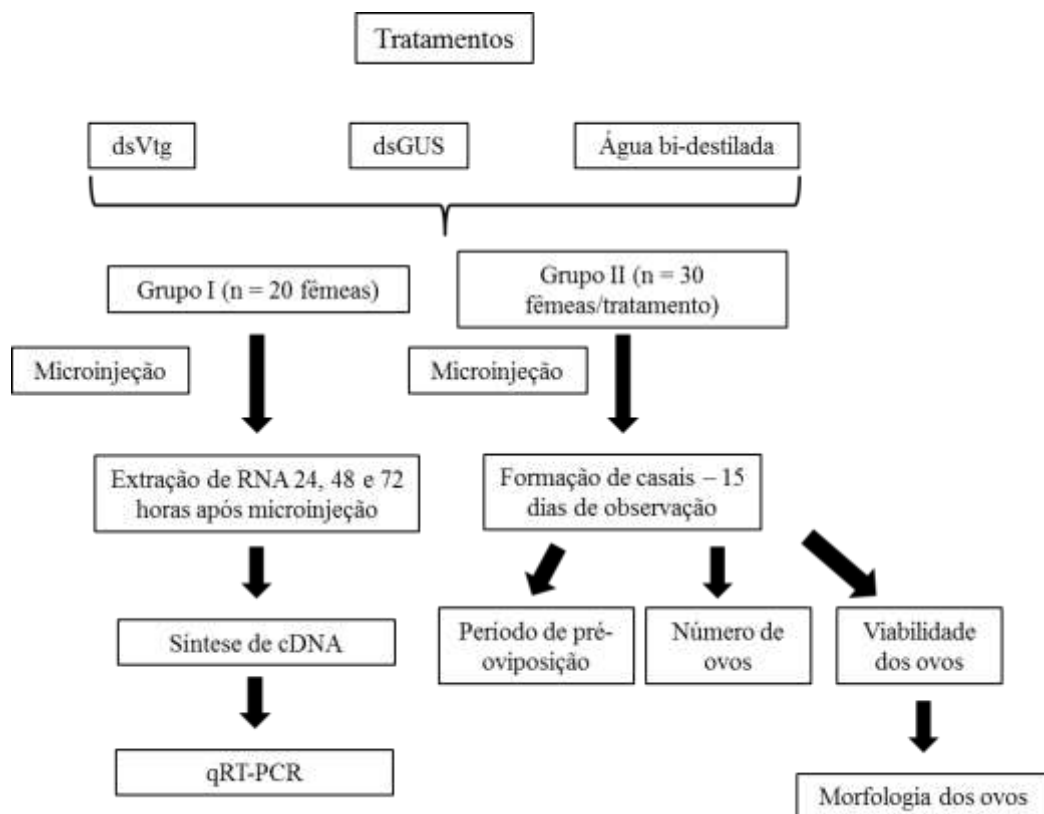 Tratamentos
dsVtg
dsGUS
Água bi-destilada
Grupo I (n = 20 fêmeas)
Grupo II (n = 30
fêmeas/tratamento)
Microinjeção
Microinjeção
Extração de RNA 24, 48 e 72
horas após microinjeção
Formação de casais – 15
dias de observação
Síntese de cDNA
Período de pré-
oviposição
Número de
ovos
Viabilidade
dos ovos
qRT-PCR
Morfologia dos ovos